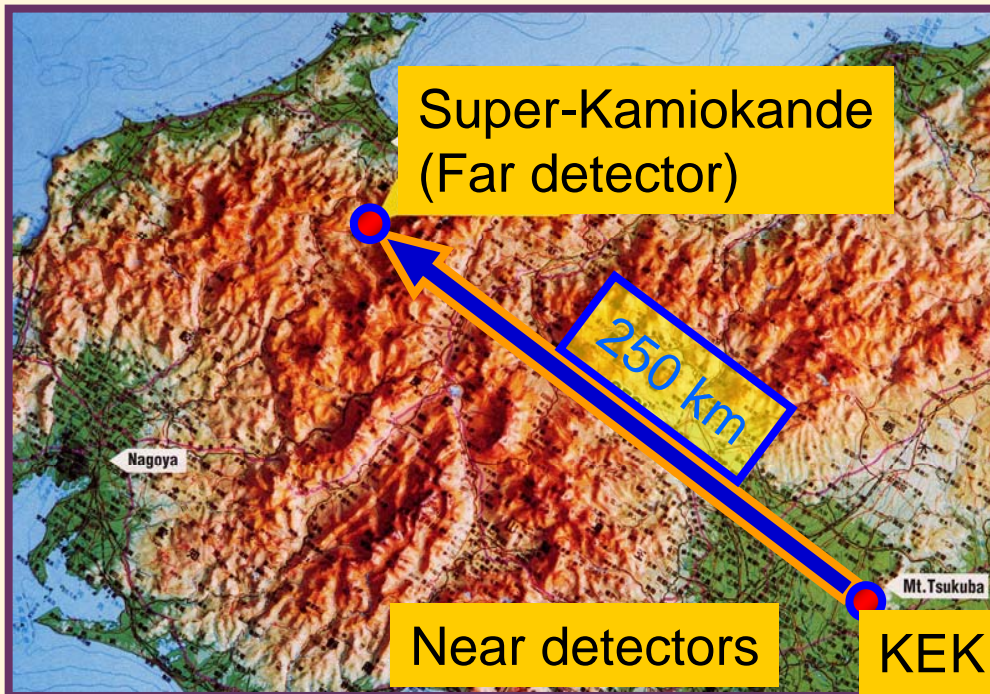 Super-Kamiokande
(Far detector)
250 km
Nagoya
Mt.Tsukuba
Near detectors
KEK